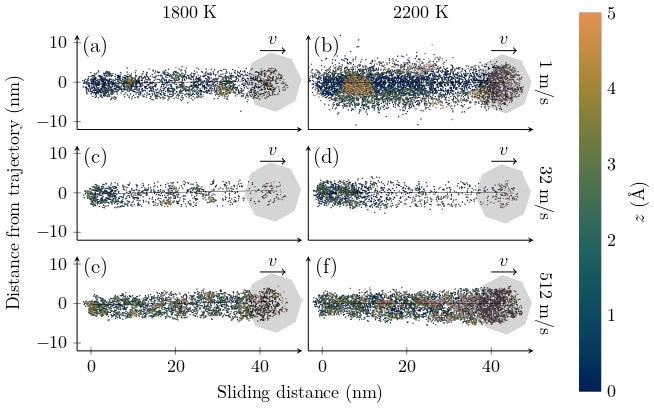 1800 K
2200 K
10
0
−10
(a)
v
(b)
v
1 m/s
10
0
−10
(c)
v
(d)
v
32 m/s
10
0
−10
(e)
v
(f)
v
512 m/s
0
20
40
0
20
40
Distance from trajectory (nm)
Sliding distance (nm)
5
4
3
2
1
0
z (Å)